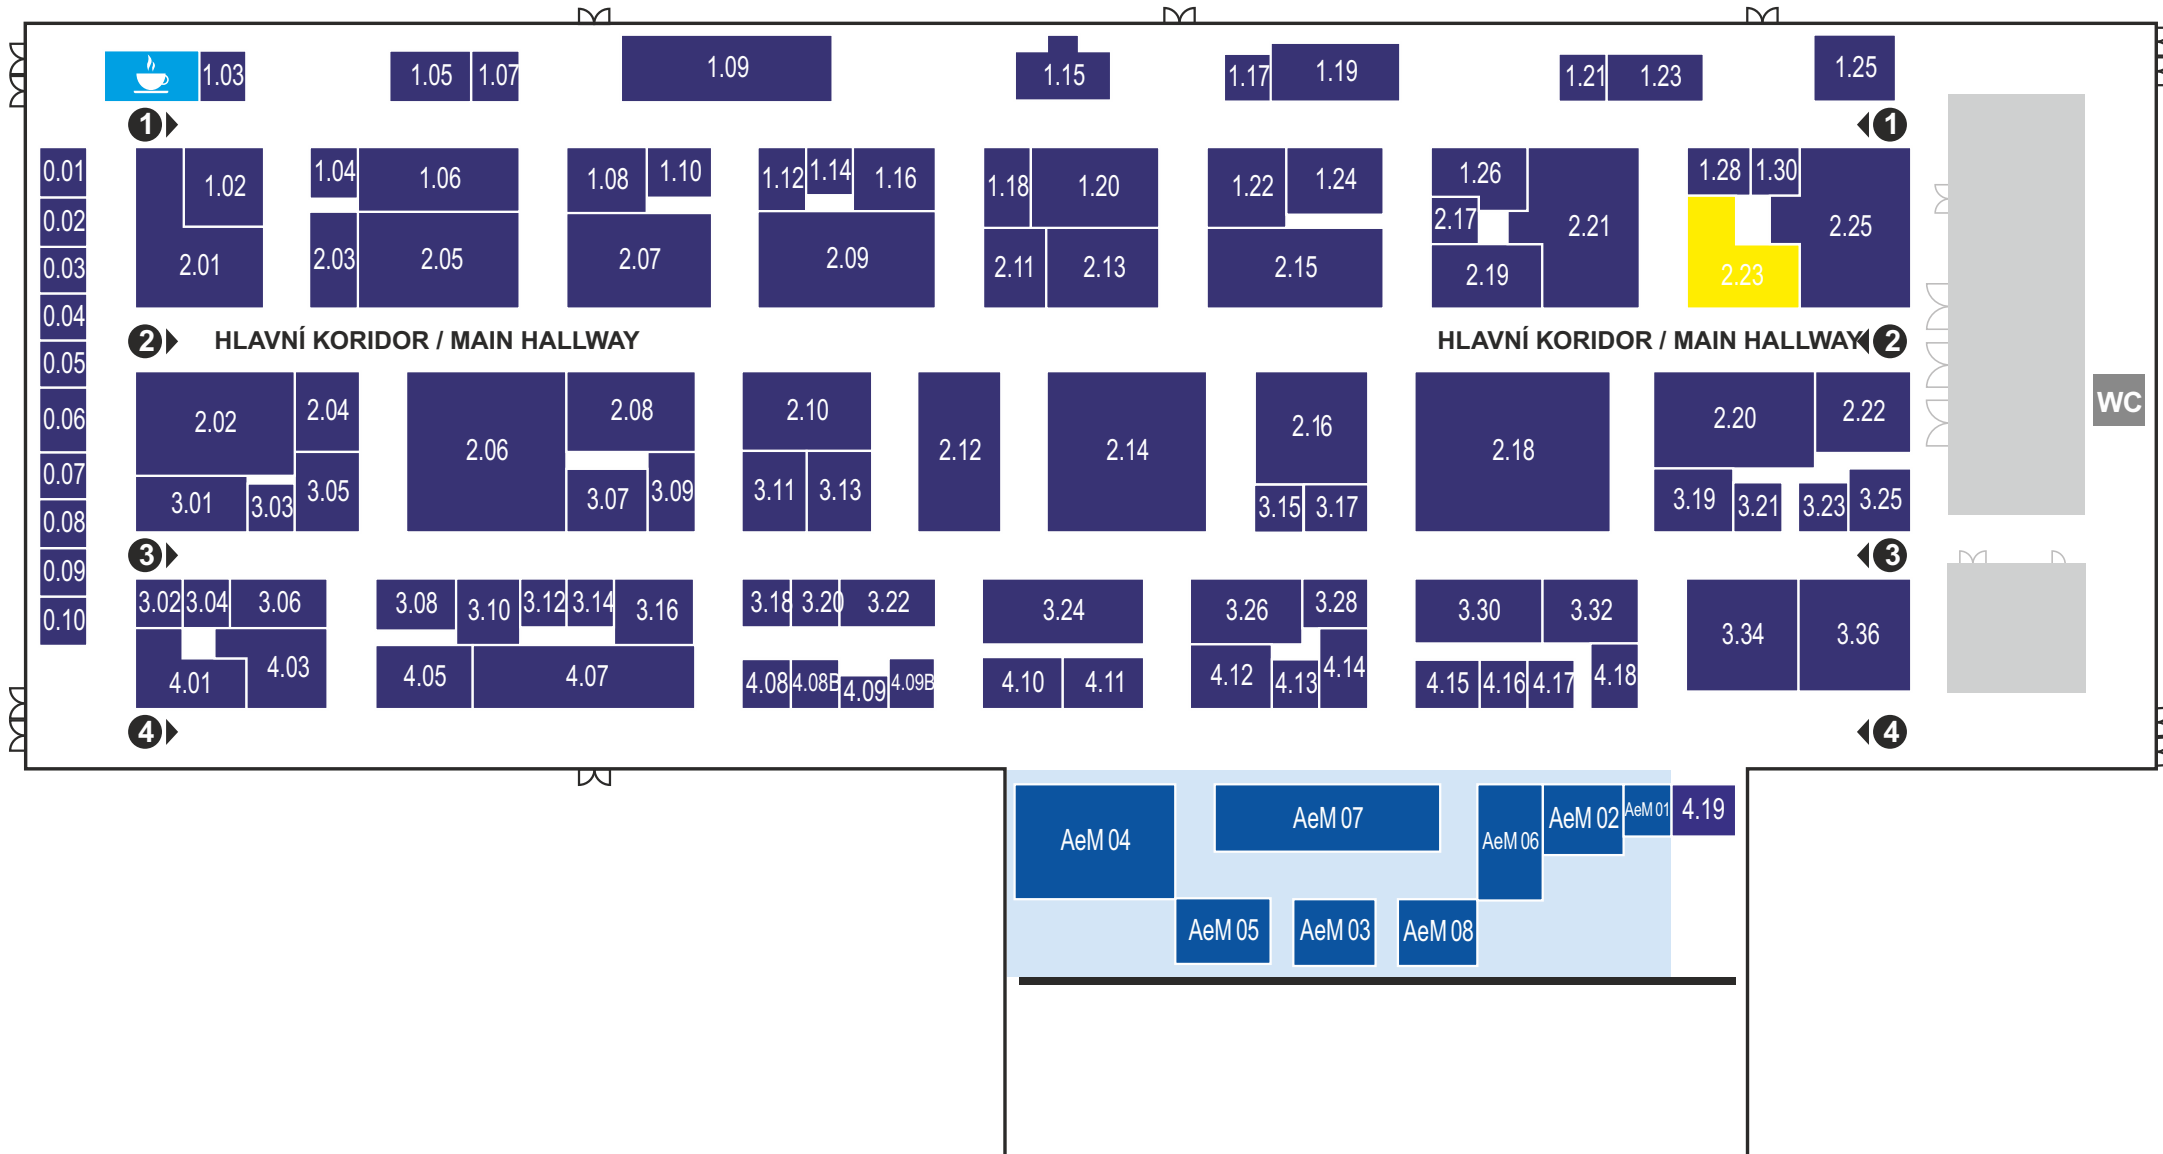 1.03 1.05 1.07 1.09 1.15 1.17 1.19 1.21 1.23 1.25
1 1
0.01 1.02 1.04 1.06 1.08 1.10 1.12 1.14 1.16 1.18 1.20 1.22 1.24 1.26 1.28 1.30
0.02 2.17 2.21 2.25
0.03 2.01 2.03 2.05 2.07 2.09 2.11 2.13 2.15 2.19 2.23
0.04
2 HLAVNÍ KORIDOR / MAIN HALLWAY HLAVNÍ KORIDOR / MAIN HALLWAY 2
0.05
0.06 2.02 2.04 2.08 2.10 2.16 2.20 2.22 WC
2.06 2.12 2.14 2.18
0.07 3.01 3.03 3.05 3.07 3.09 3.11 3.13 3.15 3.17 3.19 3.21 3.23 3.25
0.08
3 3
0.09
3.02 3.04 3.06 3.08 3.10 3.12 3.14 3.16 3.18 3.20 3.22 3.24 3.26 3.28 3.30 3.32
0.10 3.34 3.36
4.01 4.03 4.05 4.07 4.08 4.08B 4.09 4.09B 4.10 4.11 4.12 4.13 4.14 4.15 4.16 4.17 4.18
4 4
AeM 04 AeM 07 AeM 06 AeM 02 AeM 01 4.19
AeM 05 AeM 03 AeM 08